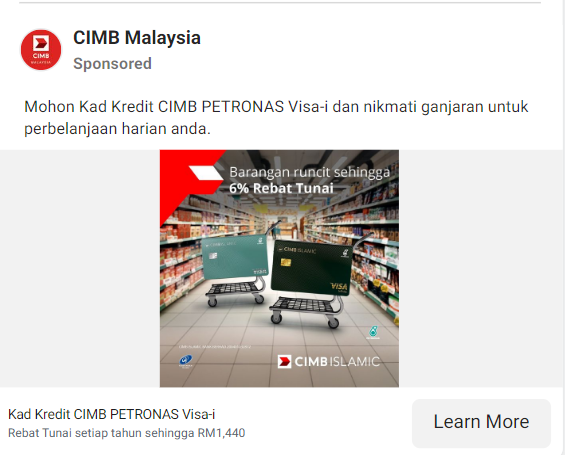 CIMB
MALAYSIA
CIMB Malaysia
Sponsored
Mohon Kad Kredit CIMB PETRONAS Visa-i dan nikmati ganjaran untuk
perbelanjaan harian anda.
Barangan runcit sehingga
6% Rebat Tunai
CIMB ISLAMIC
VISA
VISA
CIMB ISLAMIC
Kad Kredit CIMB PETRONAS Visa-i
Rebat Tunai setiap tahun sehingga RM1,440
Learn More